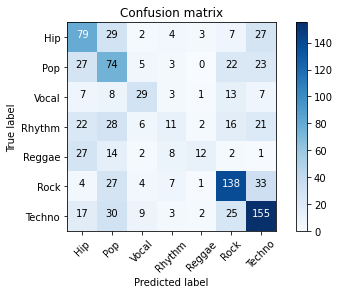 Confusion matrix
Hip 79 29 2 4 3 7 27
Pop 27 74 5 3 0 22 23
Vocal 7 8 29 3 1 13 7
Rhythm 22 28 6 11 2 16 21
Reggae 27 14 2 8 12 2 1
Rock 4 27 4 7 1 138 33
Techno 17 30 9 3 2 25 155
Hip Pop Vocal Rhythm Reggae Rock Techno
True label
Predicted label
140
120
100
80
60
40
20
0